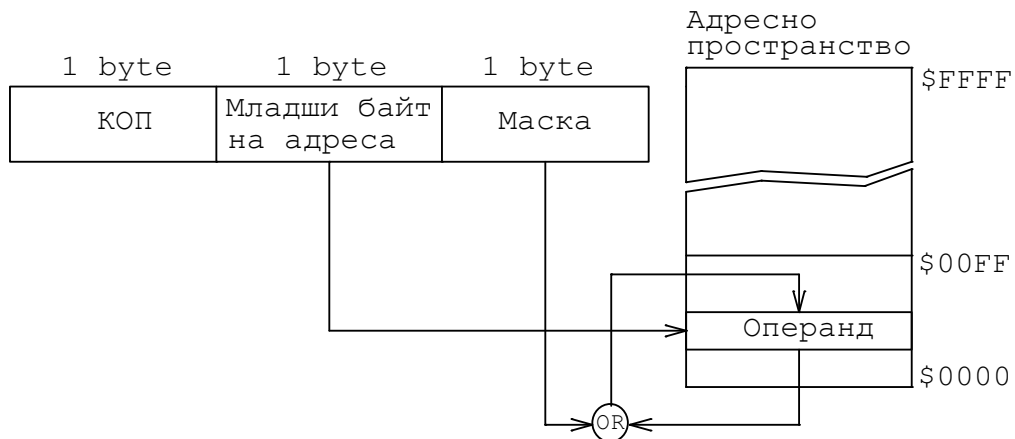 Адресно
пространство
1 byte 1 byte 1 byte
$FFFF
КОП
Младши байт
на адреса
Маска
$00FF
Операнд
$0000
OR